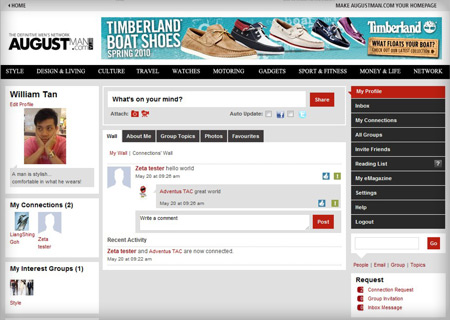 HOME
MAKE AUGUSTMAN.COM YOUR HOMEPAGE
THE DEFINITIVE MEN'S NETWORK
AUGUSTMAN.com
TIMBERLAND
BOAT SHOES
SPRING 2010
Timberland
WHAT FLOATS YOUR BOAT?
CHECK OUT OUR LATEST COLLECTION
STYLE DESIGN & LIVING CULTURE TRAVEL WATCHES MOTORING GADGETS SPORT & FITNESS MONEY & LIFE NETWORK
William Tan
Edit Profile
A man is stylish...
comfortable in what he wears!
My Connections (2)
LiangShing
Goh
Zeta
tester
My Interest Groups (1)
Style
What's on your mind?
Share
Attach:
Auto Update:
Wall About Me Group Topics Photos Favourites
My Wall | Connections' Wall
Zeta tester hello world
May 20 at 09:26 am
Adventus TAC great world
May 20 at 09:26 am
Write a comment
Post
Recent Activity
Zeta tester and Adventus TAC are now connected.
May 20 at 09:22 am
My Profile
Inbox
My Connections
All Groups
Invite Friends
Reading List
?
My eMagazine
Settings
Help
Logout
Go
People | Email | Group | Topics
Request
Connection Request
Group Invitation
Inbox Message